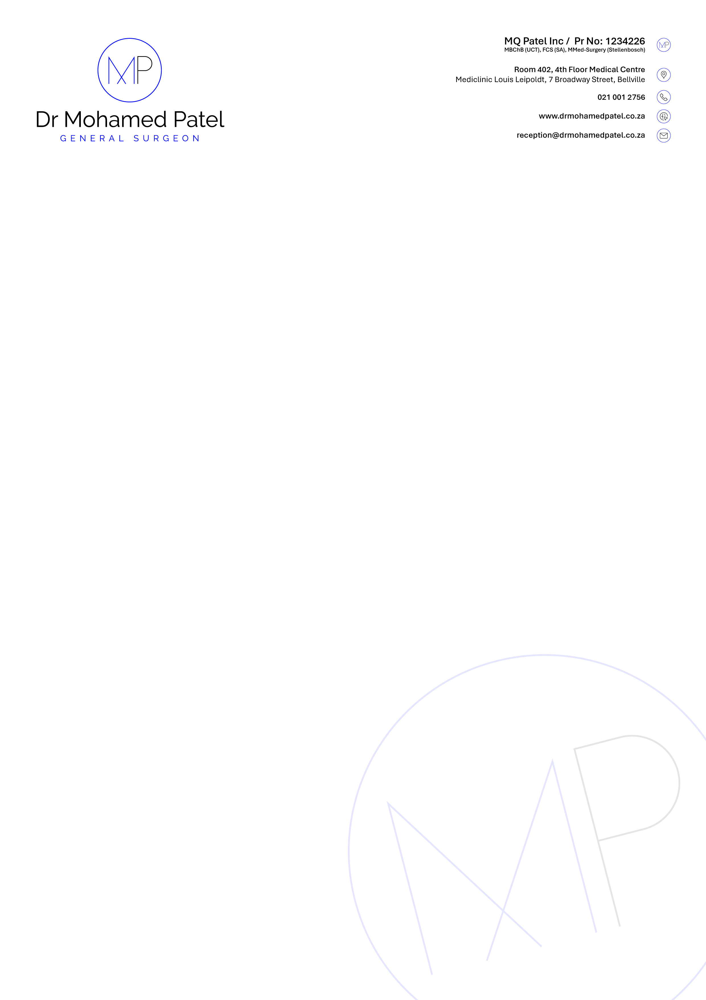 MP
Dr Mohamed Patel
GENERAL SURGEON
MQ Patel Inc / Pr No: 1234226
MBChB (UCT), FCS (SA), MMed-Surgery (Stellenbosch)
MP
Room 402, 4th Floor Medical Centre
Mediclinic Louis Leipoldt, 7 Broadway Street, Bellville
021 001 2756
www.drmohamedpatel.co.za
reception@drmohamedpatel.co.za
MP